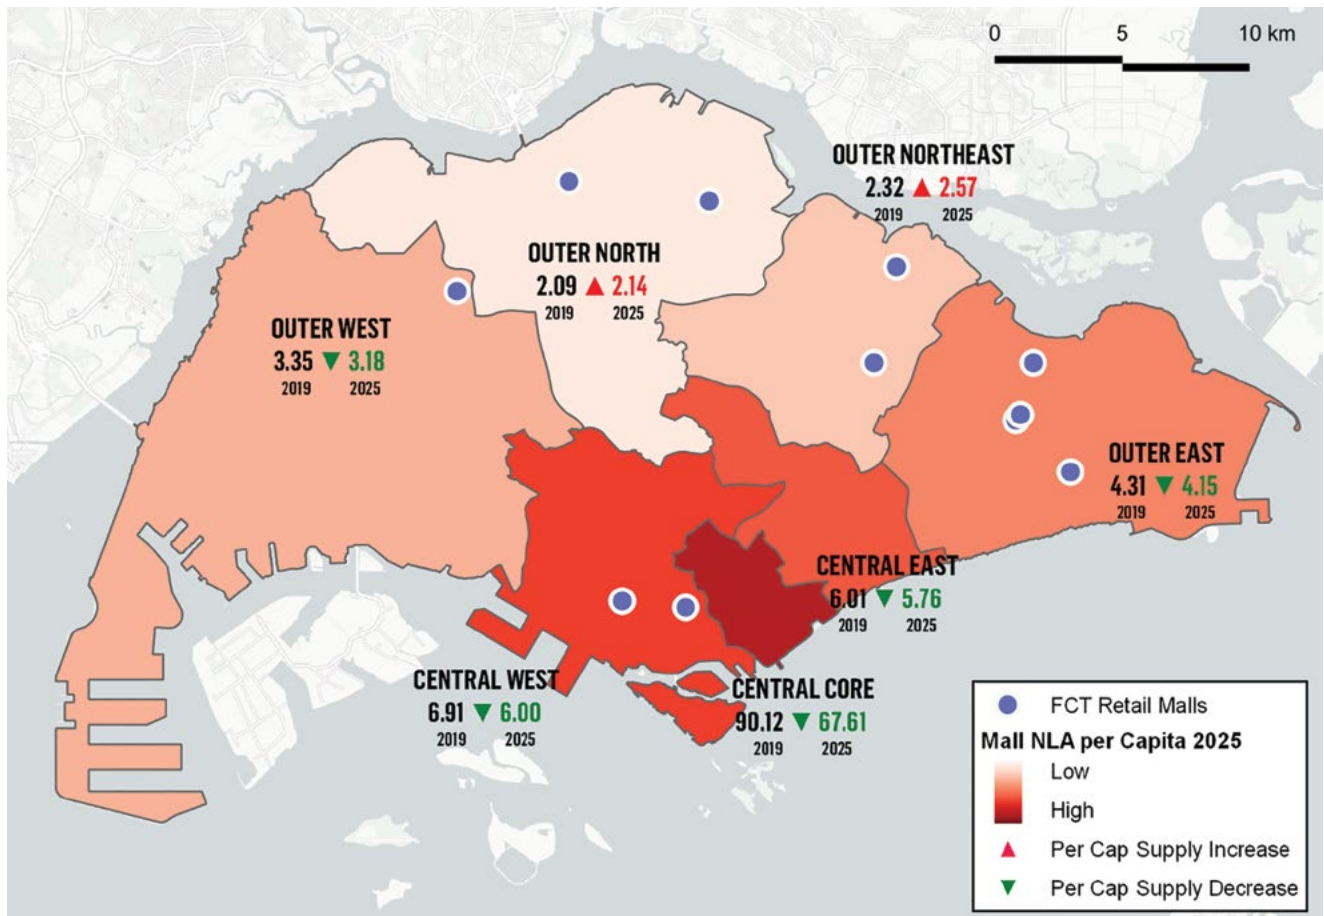 0 5 10 km
OUTER NORTHEAST
2.32 ▲ 2.57
2019 2025
OUTER NORTH
2.09 ▲ 2.14
2019 2025
OUTER WEST
3.35 ▼ 3.18
2019 2025
OUTER EAST
4.31 ▼ 4.15
2019 2025
CENTRAL EAST
6.01 ▼ 5.76
2019 2025
CENTRAL WEST
6.91 ▼ 6.00
2019 2025
CENTRAL CORE
90.12 ▼ 67.61
2019 2025
FCT Retail Malls
Mall NLA per Capita 2025
Low
High
Per Cap Supply Increase
Per Cap Supply Decrease